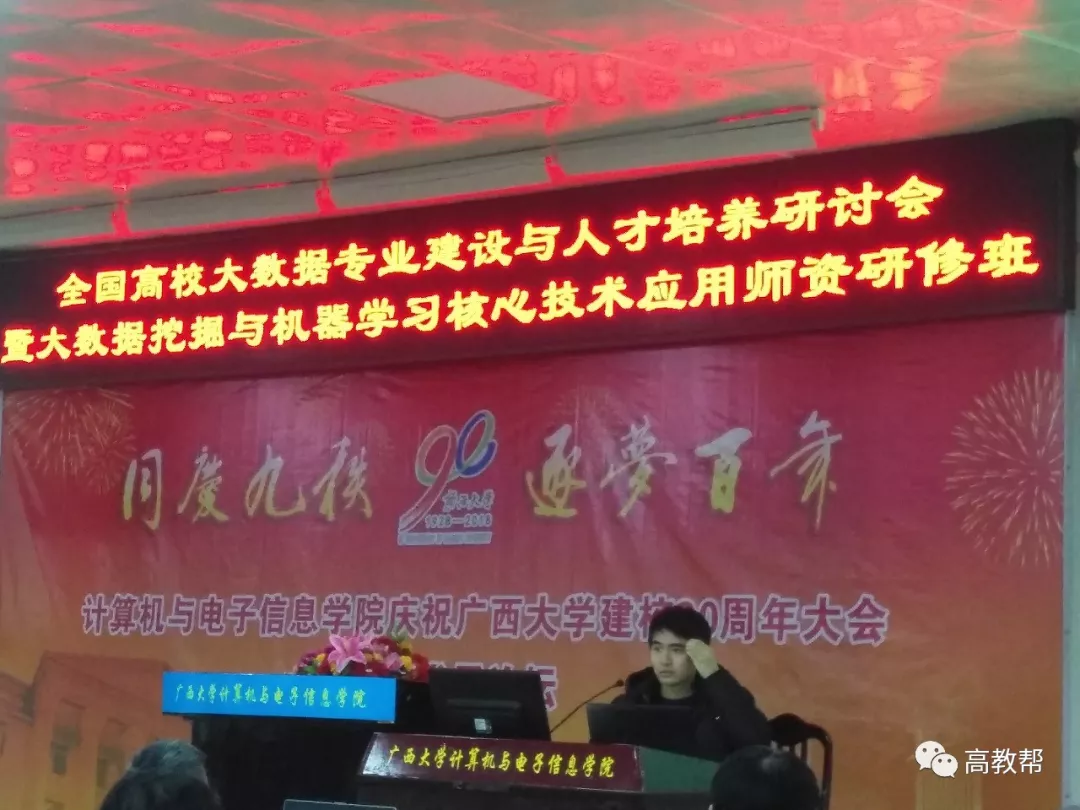 全国高校大数据专业建设与人才培养研讨会
暨大数据挖掘与机器学习核心技术应用师资研修班
同慶九秩 逐夢百年
90
1928-2018
计算机与电子信息学院庆祝广西大学建校90周年大会
坛
广西大学计算机与电子信息学院
广西大学计算机与电子信息学院
高教帮